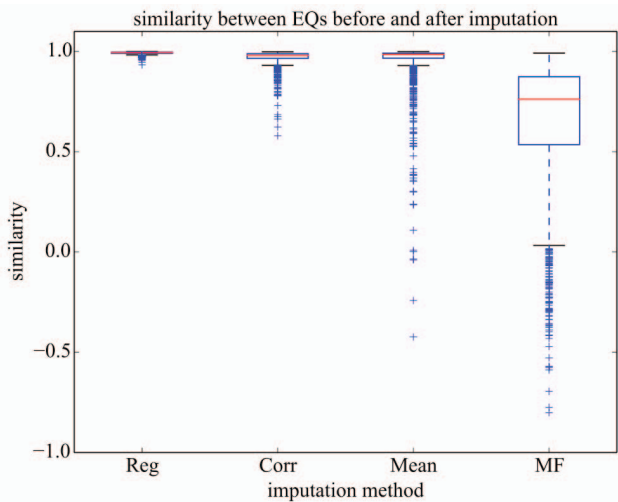 similarity between EQs before and after imputation
1.0
0.5
0.0
−0.5
−1.0
similarity
Reg Corr Mean MF
imputation method